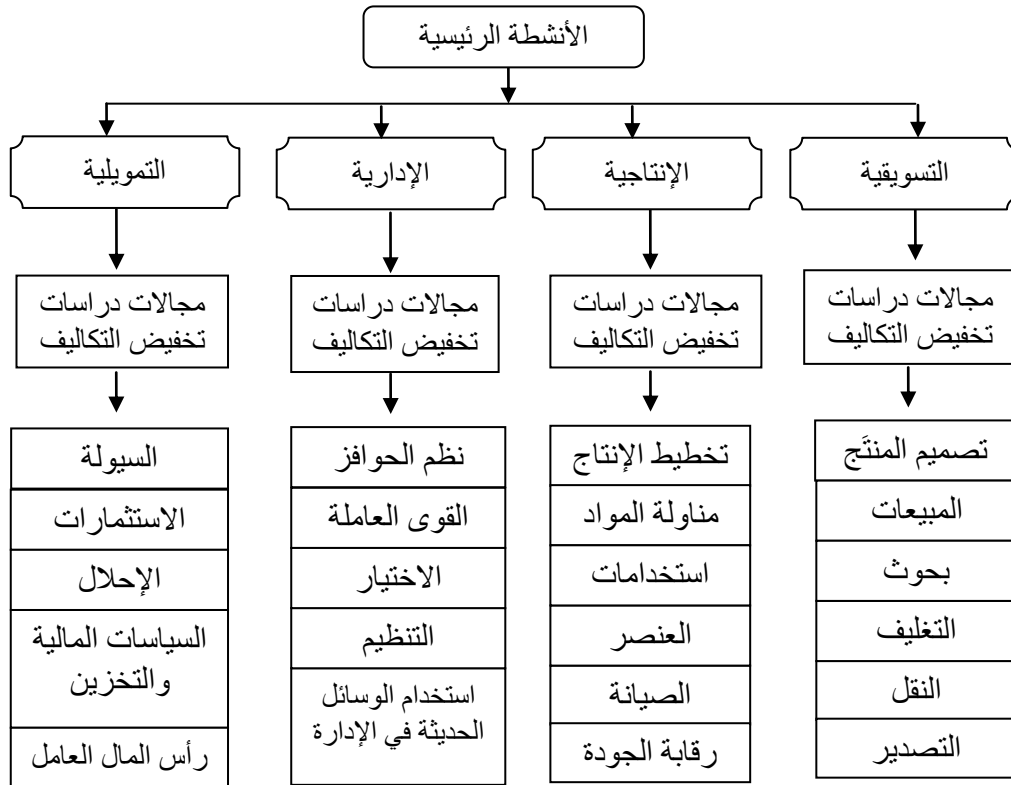 الأنشطة الرئيسية
التسويقية
الإنتاجية
الإدارية
التمويلية
مجالات دراسات
تخفيض التكاليف
مجالات دراسات
تخفيض التكاليف
مجالات دراسات
تخفيض التكاليف
مجالات دراسات
تخفيض التكاليف
تصميم المنتَج
المبيعات
بحوث
التغليف
النقل
التصدير
تخطيط الإنتاج
مناولة المواد
استخدامات
العنصر
الصيانة
رقابة الجودة
نظم الحوافز
القوى العاملة
الاختيار
التنظيم
استخدام الوسائل
الحديثة في الإدارة
السيولة
الاستثمارات
الإحلال
السياسات المالية
والتخزين
رأس المال العامل